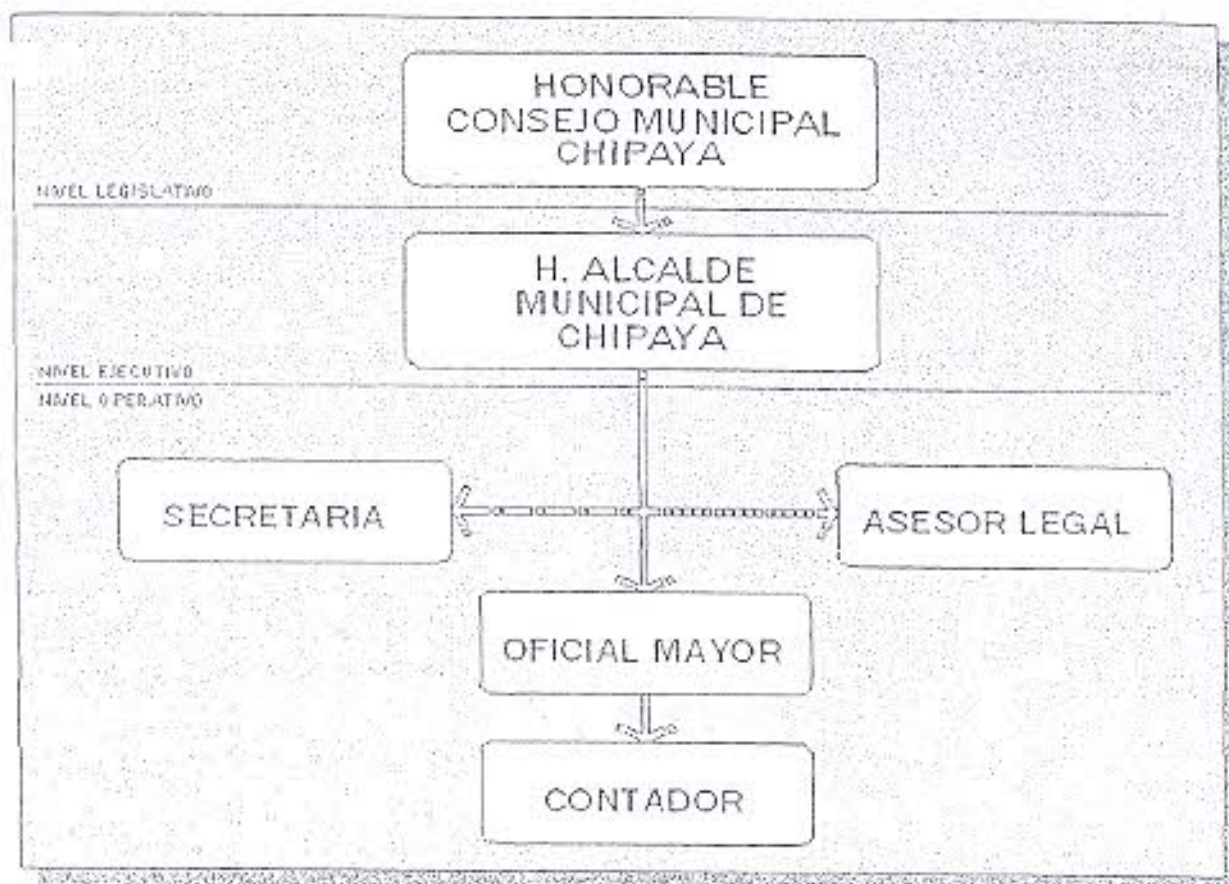 HONORABLE
CONSEJO MUNICIPAL
CHIPAYA
NIVEL LEGISLATIVO
H. ALCALDE
MUNICIPAL DE
CHIPAYA
NIVEL EJECUTIVO
NIVEL OPERATIVO
SECRETARIA
ASESOR LEGAL
OFICIAL MAYOR
CONTADOR